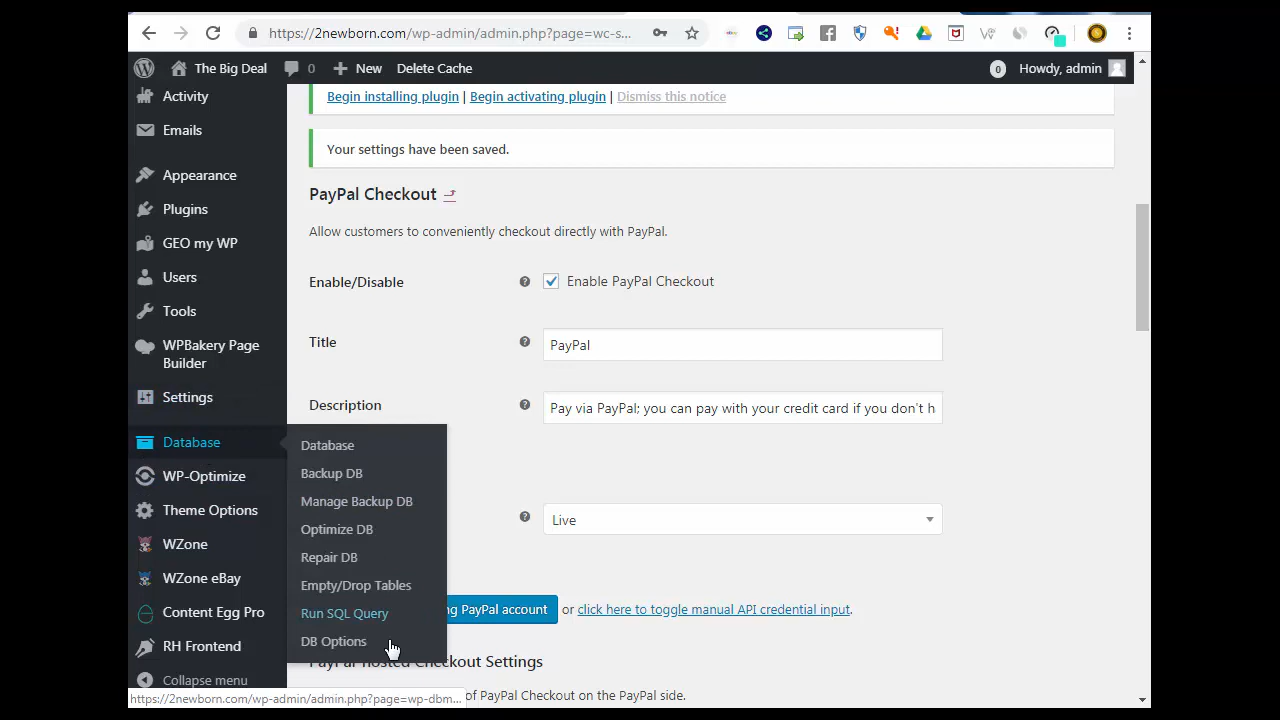 https://2newborn.com/wp-admin/admin.php?page=wc-s...
The Big Deal
0
New
Delete Cache
0
Howdy, admin
Activity
Emails
Appearance
Plugins
GEO my WP
Users
Tools
WPBakery Page
Builder
Settings
Database
WP-Optimize
Theme Options
WZone
WZone eBay
Content Egg Pro
RH Frontend
Collapse menu
Database
Backup DB
Manage Backup DB
Optimize DB
Repair DB
Empty/Drop Tables
Run SQL Query
DB Options
Begin installing plugin | Begin activating plugin | Dismiss this notice
Your settings have been saved.
PayPal Checkout
Allow customers to conveniently checkout directly with PayPal.
Enable/Disable
Enable PayPal Checkout
Title
PayPal
Description
Pay via PayPal; you can pay with your credit card if you don't h
Live
PayPal account
or click here to toggle manual API credential input.
PayPal-hosted Checkout Settings
of PayPal Checkout on the PayPal side.
https://2newborn.com/wp-admin/admin.php?page=wp-dbm...